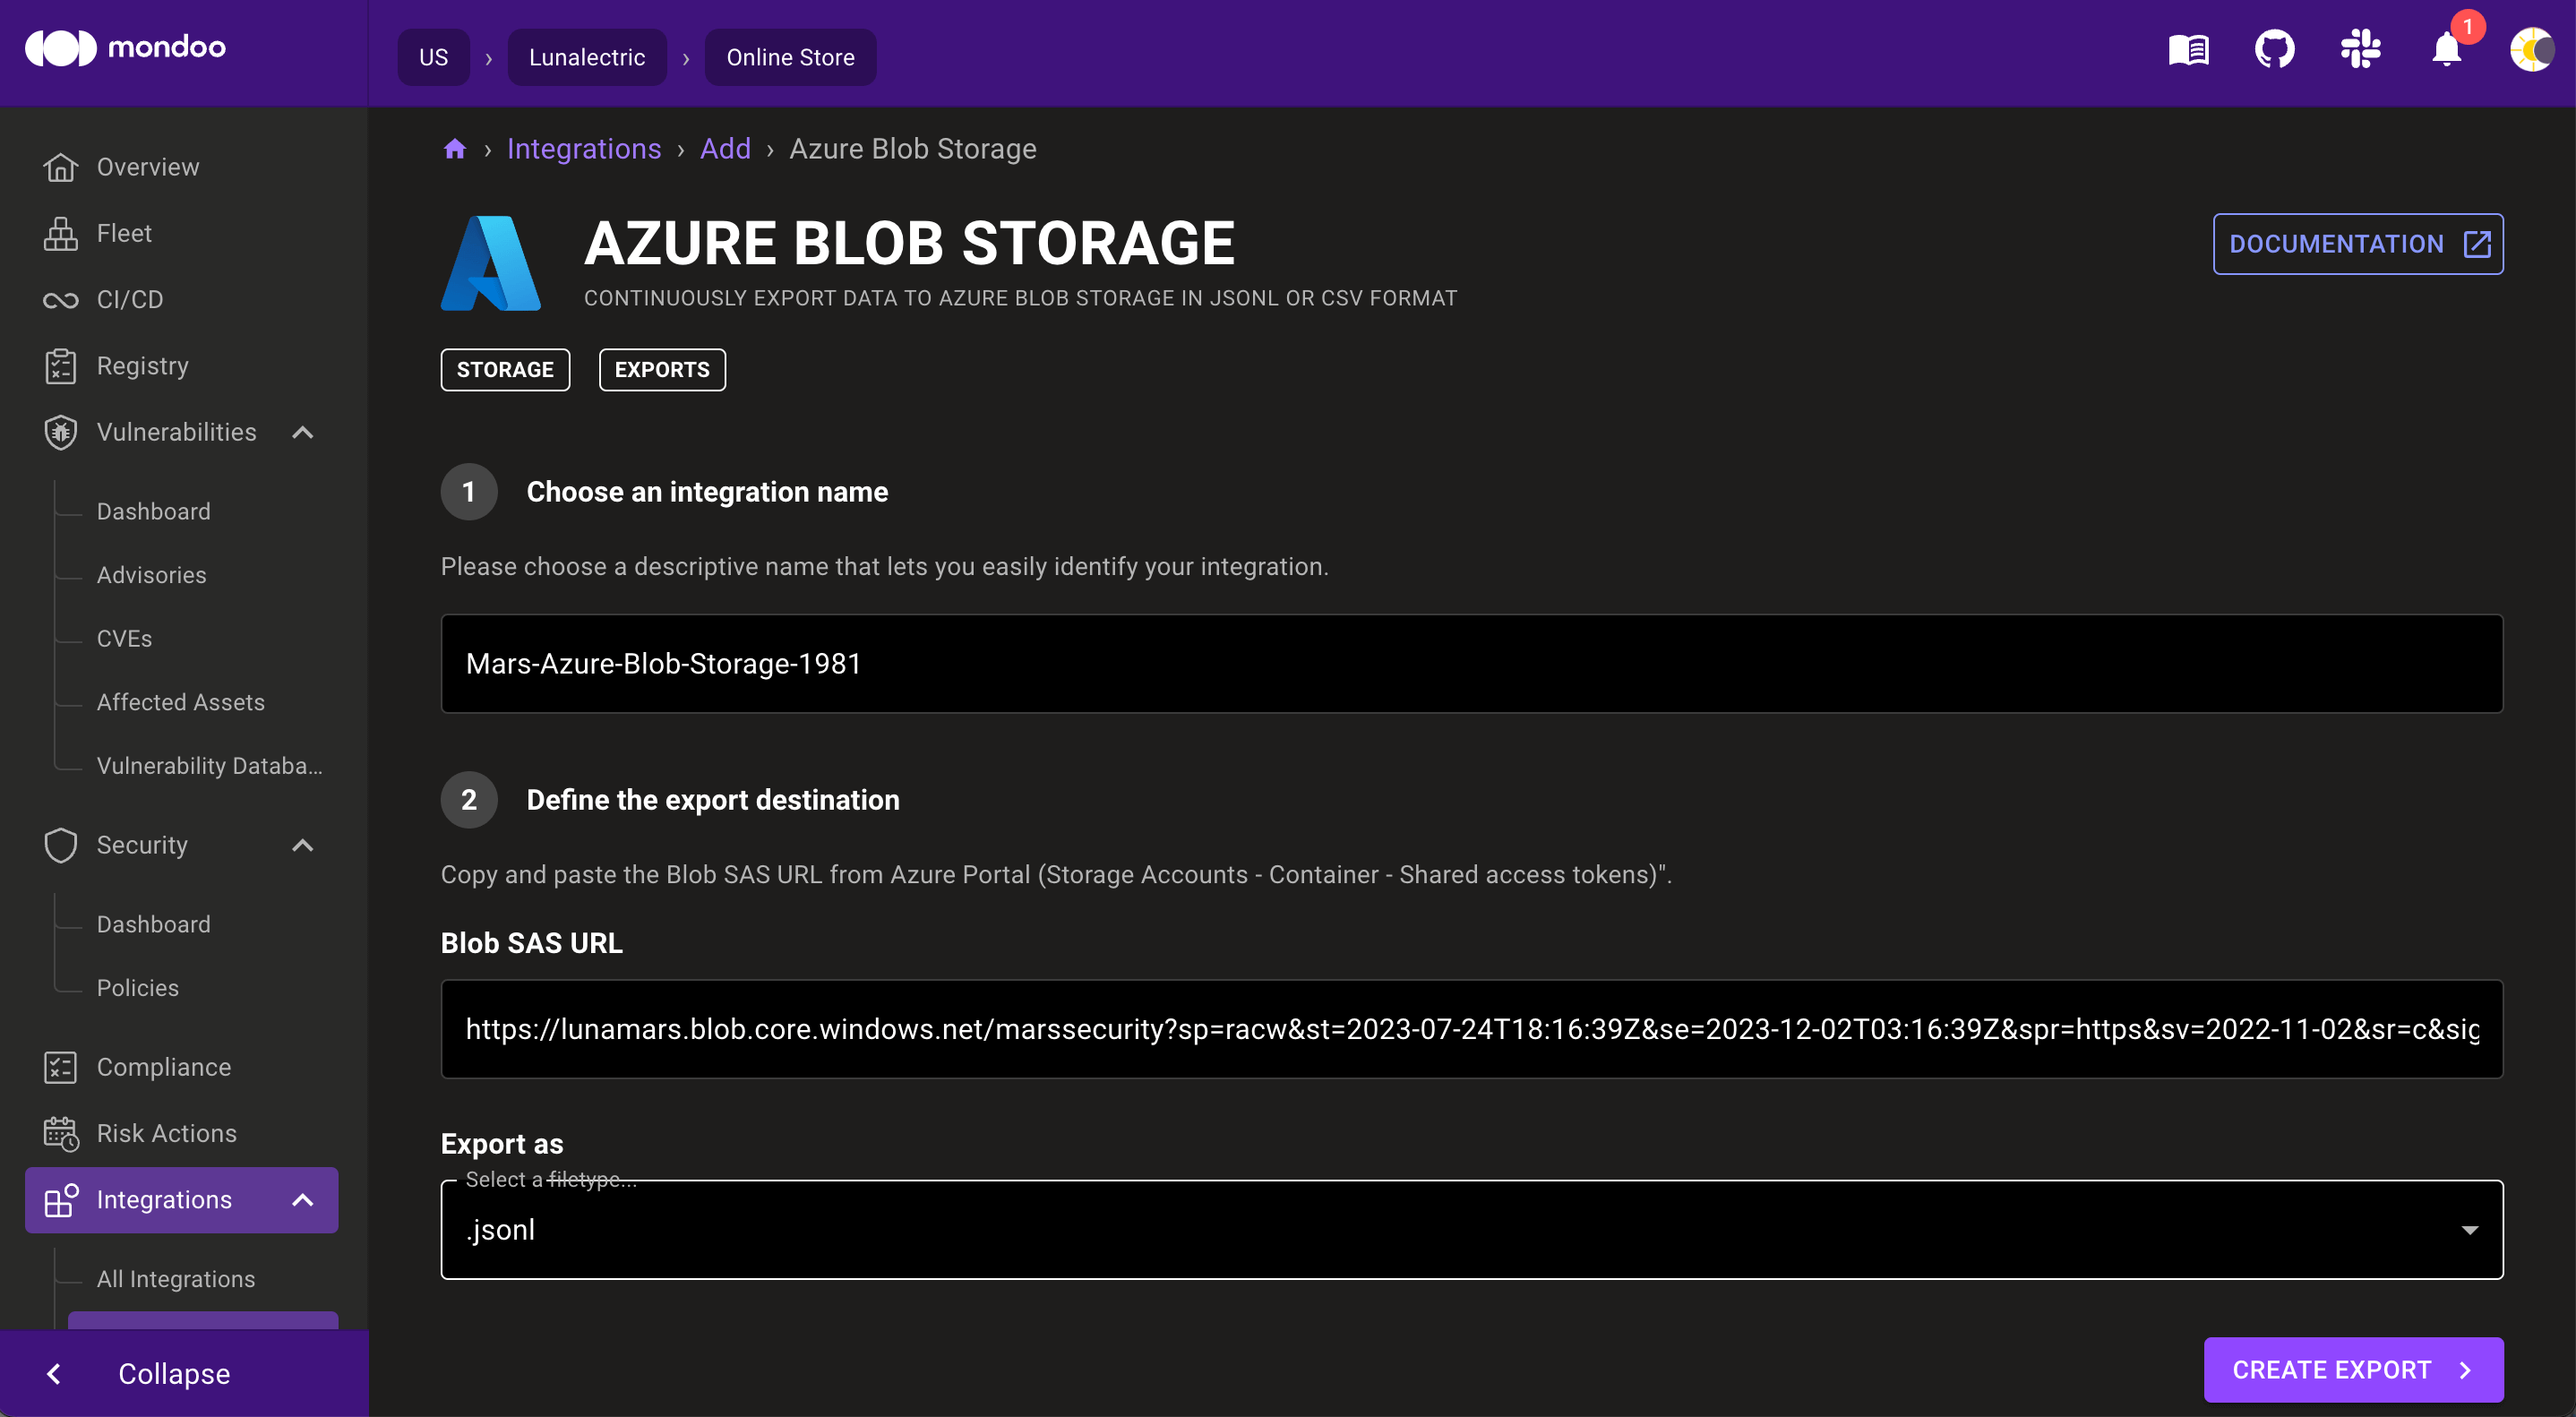 mondoo
US › Lunalectric › Online Store
1
Overview
Fleet
CI/CD
Registry
Vulnerabilities
Dashboard
Advisories
CVEs
Affected Assets
Vulnerability Databa...
Security
Dashboard
Policies
Compliance
Risk Actions
Integrations
All Integrations
Collapse
› Integrations › Add › Azure Blob Storage
AZURE BLOB STORAGE
CONTINUOUSLY EXPORT DATA TO AZURE BLOB STORAGE IN JSONL OR CSV FORMAT
DOCUMENTATION
STORAGE EXPORTS
1 Choose an integration name
Please choose a descriptive name that lets you easily identify your integration.
Mars-Azure-Blob-Storage-1981
2 Define the export destination
Copy and paste the Blob SAS URL from Azure Portal (Storage Accounts - Container - Shared access tokens)".
Blob SAS URL
https://lunamars.blob.core.windows.net/marssecurity?sp=racw&st=2023-07-24T18:16:39Z&se=2023-12-02T03:16:39Z&spr=https&sv=2022-11-02&sr=c&sig
Export as
Select a filetype...
.jsonl
CREATE EXPORT